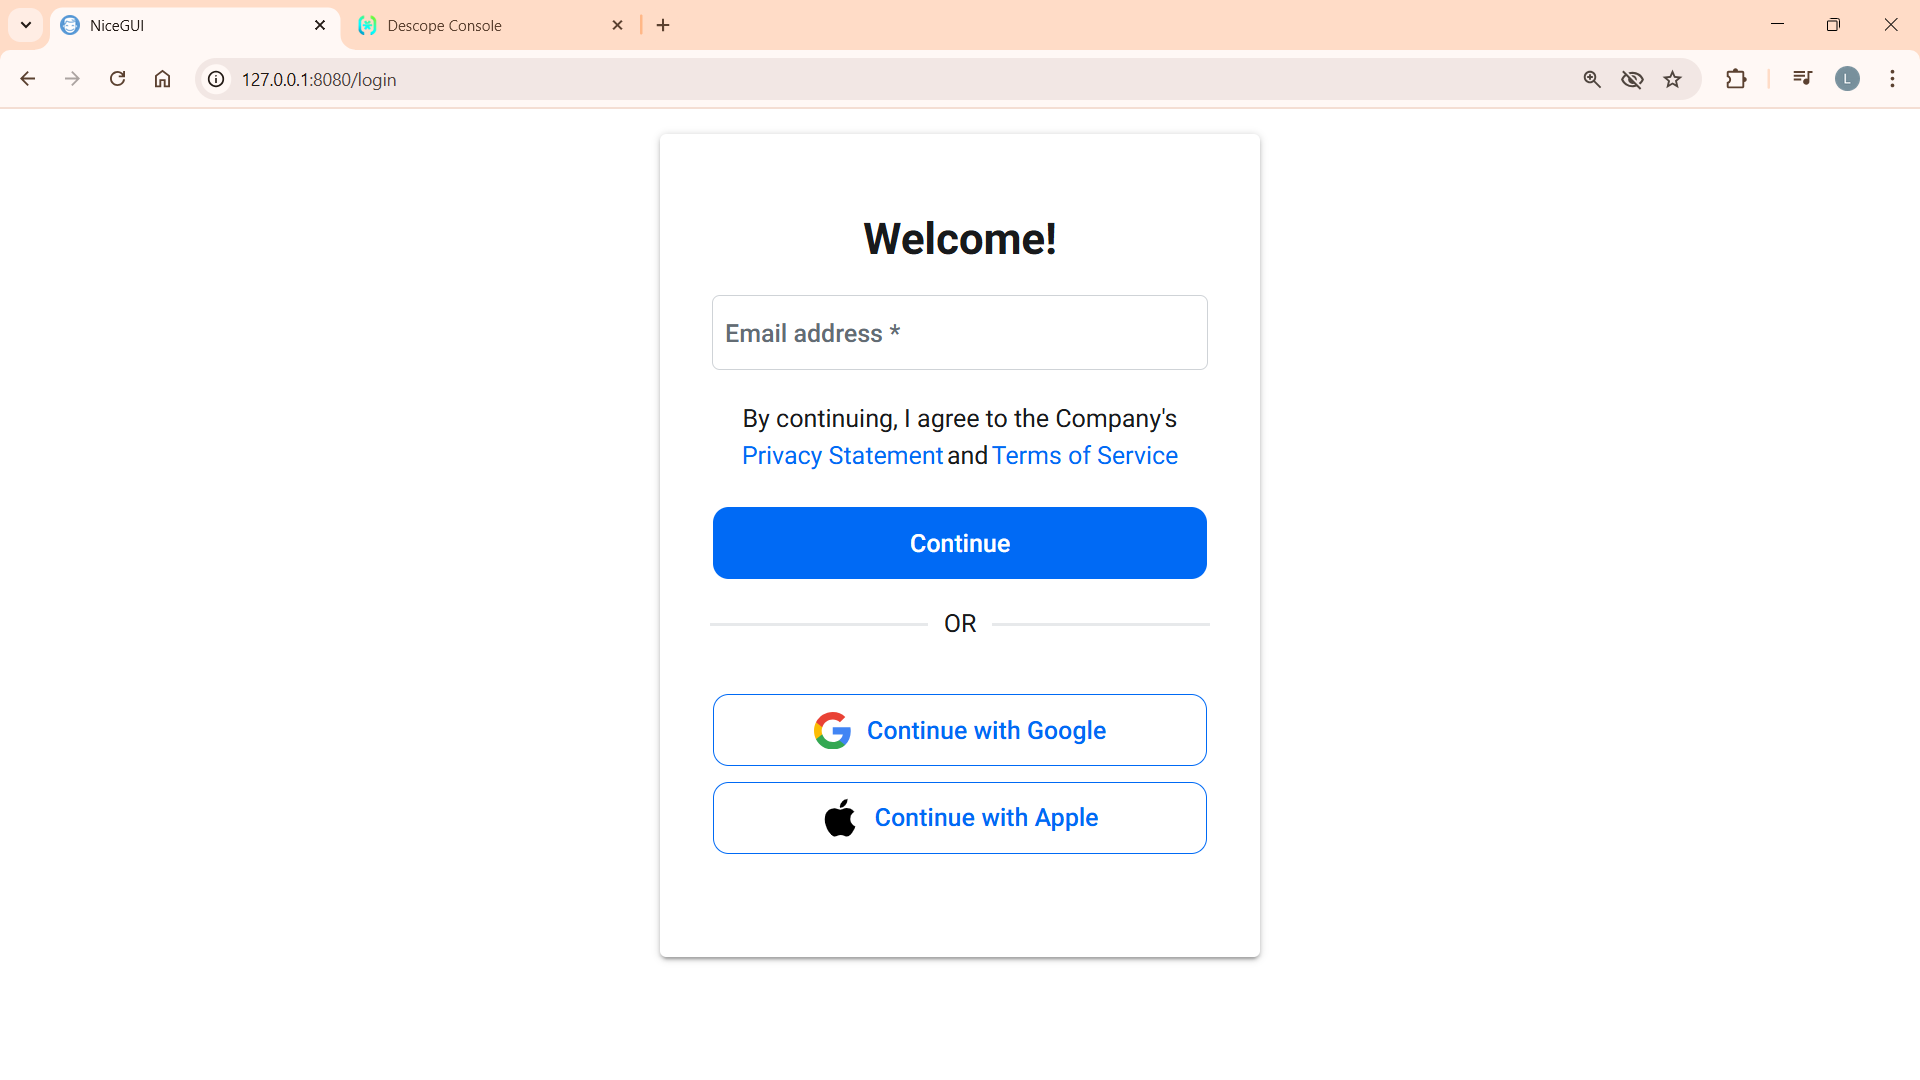 NiceGUI
Descope Console
127.0.0.1:8080/login
L
Welcome!
Email address *
By continuing, I agree to the Company's
Privacy Statement and Terms of Service
Continue
OR
Continue with Google
Continue with Apple